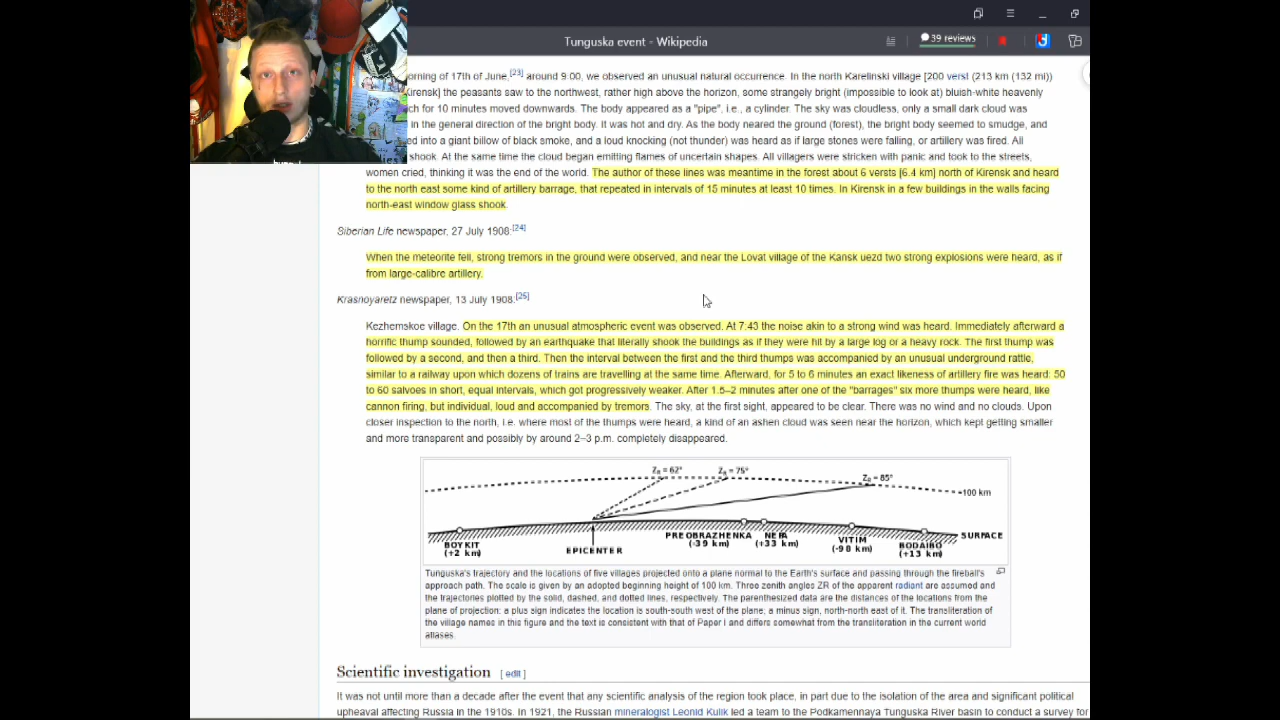 Tunguska event - Wikipedia
39 reviews
orning of 17th of June,[23] around 9:00, we observed an unusual natural occurrence. In the north Karelinski village [200 verst (213 km (132 mi))
irensk] the peasants saw to the northwest, rather high above the horizon, some strangely bright (impossible to look at) bluish-white heavenly
ch for 10 minutes moved downwards. The body appeared as a "pipe", i.e., a cylinder. The sky was cloudless, only a small dark cloud was
in the general direction of the bright body. It was hot and dry. As the body neared the ground (forest), the bright body seemed to smudge, and
ed into a giant billow of black smoke, and a loud knocking (not thunder) was heard as if large stones were falling, or artillery was fired. All
shook. At the same time the cloud began emitting flames of uncertain shapes. All villagers were stricken with panic and took to the streets,
women cried, thinking it was the end of the world. The author of these lines was meantime in the forest about 6 versts [6.4 km] north of Kirensk and heard
to the north east some kind of artillery barrage, that repeated in intervals of 15 minutes at least 10 times. In Kirensk in a few buildings in the walls facing
north-east window glass shook.
Siberian Life newspaper, 27 July 1908:[24]
When the meteorite fell, strong tremors in the ground were observed, and near the Lovat village of the Kansk uezd two strong explosions were heard, as if
from large-calibre artillery.
Krasnoyaretz newspaper, 13 July 1908:[25]
Kezhemskoe village. On the 17th an unusual atmospheric event was observed. At 7:43 the noise akin to a strong wind was heard. Immediately afterward a
horrific thump sounded, followed by an earthquake that literally shook the buildings as if they were hit by a large log or a heavy rock. The first thump was
followed by a second, and then a third. Then the interval between the first and the third thumps was accompanied by an unusual underground rattle,
similar to a railway upon which dozens of trains are travelling at the same time. Afterward, for 5 to 6 minutes an exact likeness of artillery fire was heard: 50
to 60 salvoes in short, equal intervals, which got progressively weaker. After 1.5–2 minutes after one of the "barrages" six more thumps were heard, like
cannon firing, but individual, loud and accompanied by tremors. The sky, at the first sight, appeared to be clear. There was no wind and no clouds. Upon
closer inspection to the north, i.e. where most of the thumps were heard, a kind of an ashen cloud was seen near the horizon, which kept getting smaller
and more transparent and possibly by around 2–3 p.m. completely disappeared.
ZR = 62° ZR = 75° ZR = 85°
100 km
BOYKIT EPICENTER PREOBRAZHENKA NEPA VITIM BODAIBO SURFACE
(+2 km) (-39 km) (+33 km) (-98 km) (+13 km)
Tunguska's trajectory and the locations of five villages projected onto a plane normal to the Earth's surface and passing through the fireball's
approach path. The scale is given by an adopted beginning height of 100 km. Three zenith angles ZR of the apparent radiant are assumed and
the trajectories plotted by the solid, dashed, and dotted lines, respectively. The parenthesized data are the distances of the locations from the
plane of projection: a plus sign indicates the location is south-south west of the plane; a minus sign, north-north east of it. The transliteration of
the village names in this figure and the text is consistent with that of Paper I and differs somewhat from the transliteration in the current world
atlases.
Scientific investigation [ edit ]
It was not until more than a decade after the event that any scientific analysis of the region took place, in part due to the isolation of the area and significant political
upheaval affecting Russia in the 1910s. In 1921, the Russian mineralogist Leonid Kulik led a team to the Podkamennaya Tunguska River basin to conduct a survey for